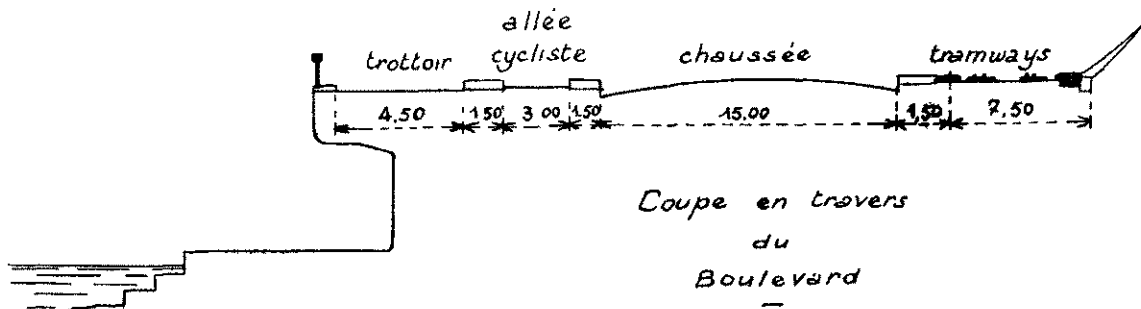 allée
trottoir cycliste chaussée tramways
4,50 1,50 3 00 1,50 15,00 1,50 7,50
Coupe en travers
du
Boulevard